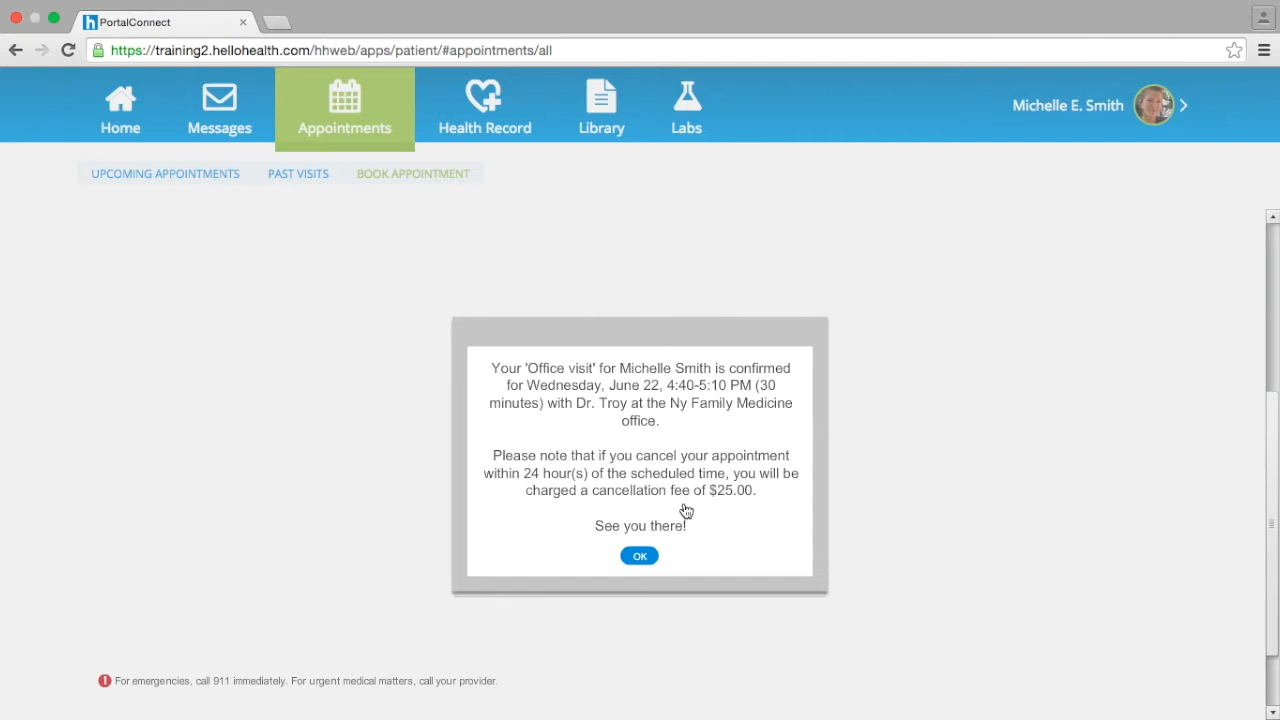 PortalConnect
https://training2.hellohealth.com/hhweb/apps/patient/#appointments/all
Home
Messages
Appointments
Health Record
Library
Labs
Michelle E. Smith
UPCOMING APPOINTMENTS
PAST VISITS
BOOK APPOINTMENT
Your 'Office visit' for Michelle Smith is confirmed
for Wednesday, June 22, 4:40-5:10 PM (30
minutes) with Dr. Troy at the Ny Family Medicine
office.
Please note that if you cancel your appointment
within 24 hour(s) of the scheduled time, you will be
charged a cancellation fee of $25.00.
See you there!
OK
For emergencies, call 911 immediately. For urgent medical matters, call your provider.